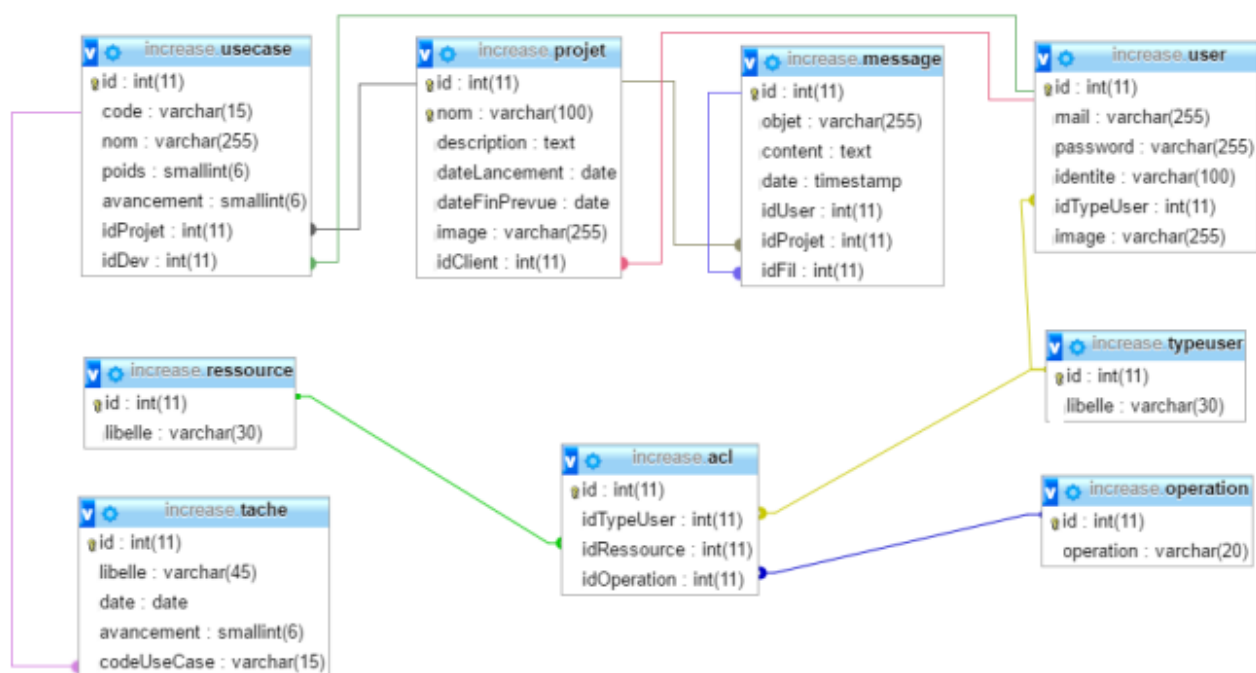 increase.usecase
id : int(11)
code : varchar(15)
nom : varchar(255)
poids : smallint(6)
avancement : smallint(6)
idProjet : int(11)
idDev : int(11)
increase.projet
id : int(11)
nom : varchar(100)
description : text
dateLancement : date
dateFinPrevue : date
image : varchar(255)
idClient : int(11)
increase.message
id : int(11)
objet : varchar(255)
content : text
date : timestamp
idUser : int(11)
idProjet : int(11)
idFil : int(11)
increase.user
id : int(11)
mail : varchar(255)
password : varchar(255)
identite : varchar(100)
idTypeUser : int(11)
image : varchar(255)
increase.ressource
id : int(11)
libelle : varchar(30)
increase.typeuser
id : int(11)
libelle : varchar(30)
increase.tache
id : int(11)
libelle : varchar(45)
date : date
avancement : smallint(6)
codeUseCase : varchar(15)
increase.acl
id : int(11)
idTypeUser : int(11)
idRessource : int(11)
idOperation : int(11)
increase.operation
id : int(11)
operation : varchar(20)